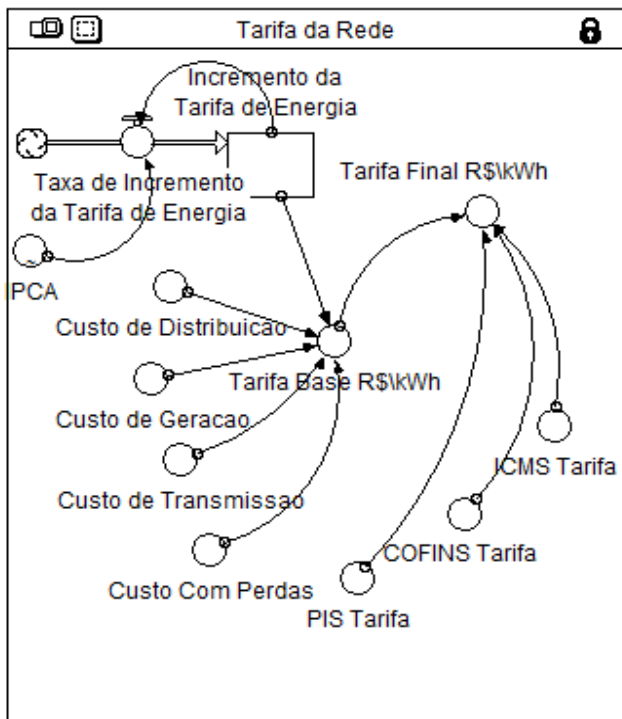 Tarifa da Rede
Incremento da
Tarifa de Energia
Taxa de Incremento
da Tarifa de Energia
Tarifa Final R$\kWh
~
IPCA
Custo de Distribuicao
Tarifa Base R$\kWh
Custo de Geracao
ICMS Tarifa
Custo de Transmissao
COFINS Tarifa
Custo Com Perdas
PIS Tarifa